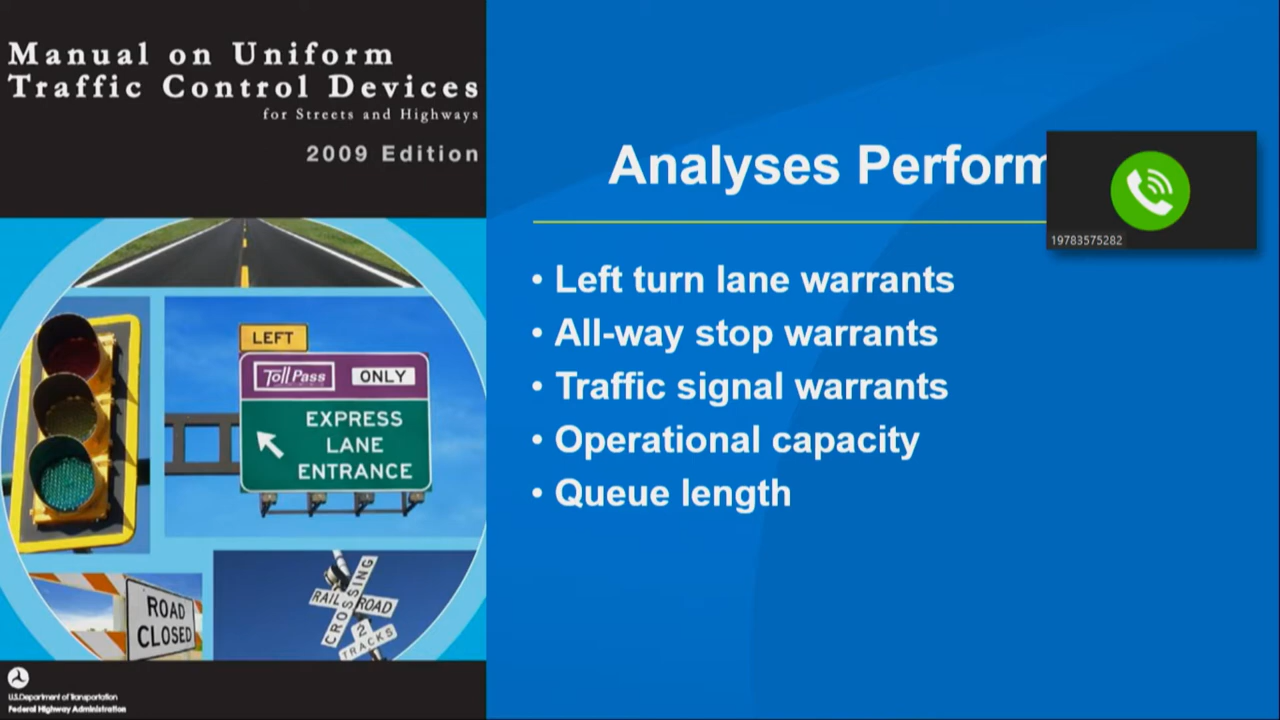 Manual on Uniform
Traffic Control Devices
for Streets and Highways
2009 Edition
LEFT
Toll Pass
ONLY
EXPRESS
LANE
ENTRANCE
ROAD
CLOSED
RAIL ROAD
CROSSING
2
TRACKS
U.S.Department of Transportation
Federal Highway Administration
Analyses Perform
19783575282
• Left turn lane warrants
• All-way stop warrants
• Traffic signal warrants
• Operational capacity
• Queue length